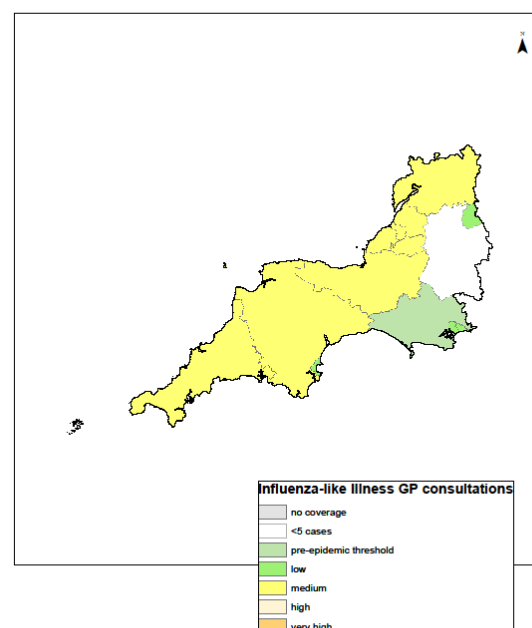 Influenza-like Illness GP consultations
no coverage
<5 cases
pre-epidemic threshold
low
medium
high
very high